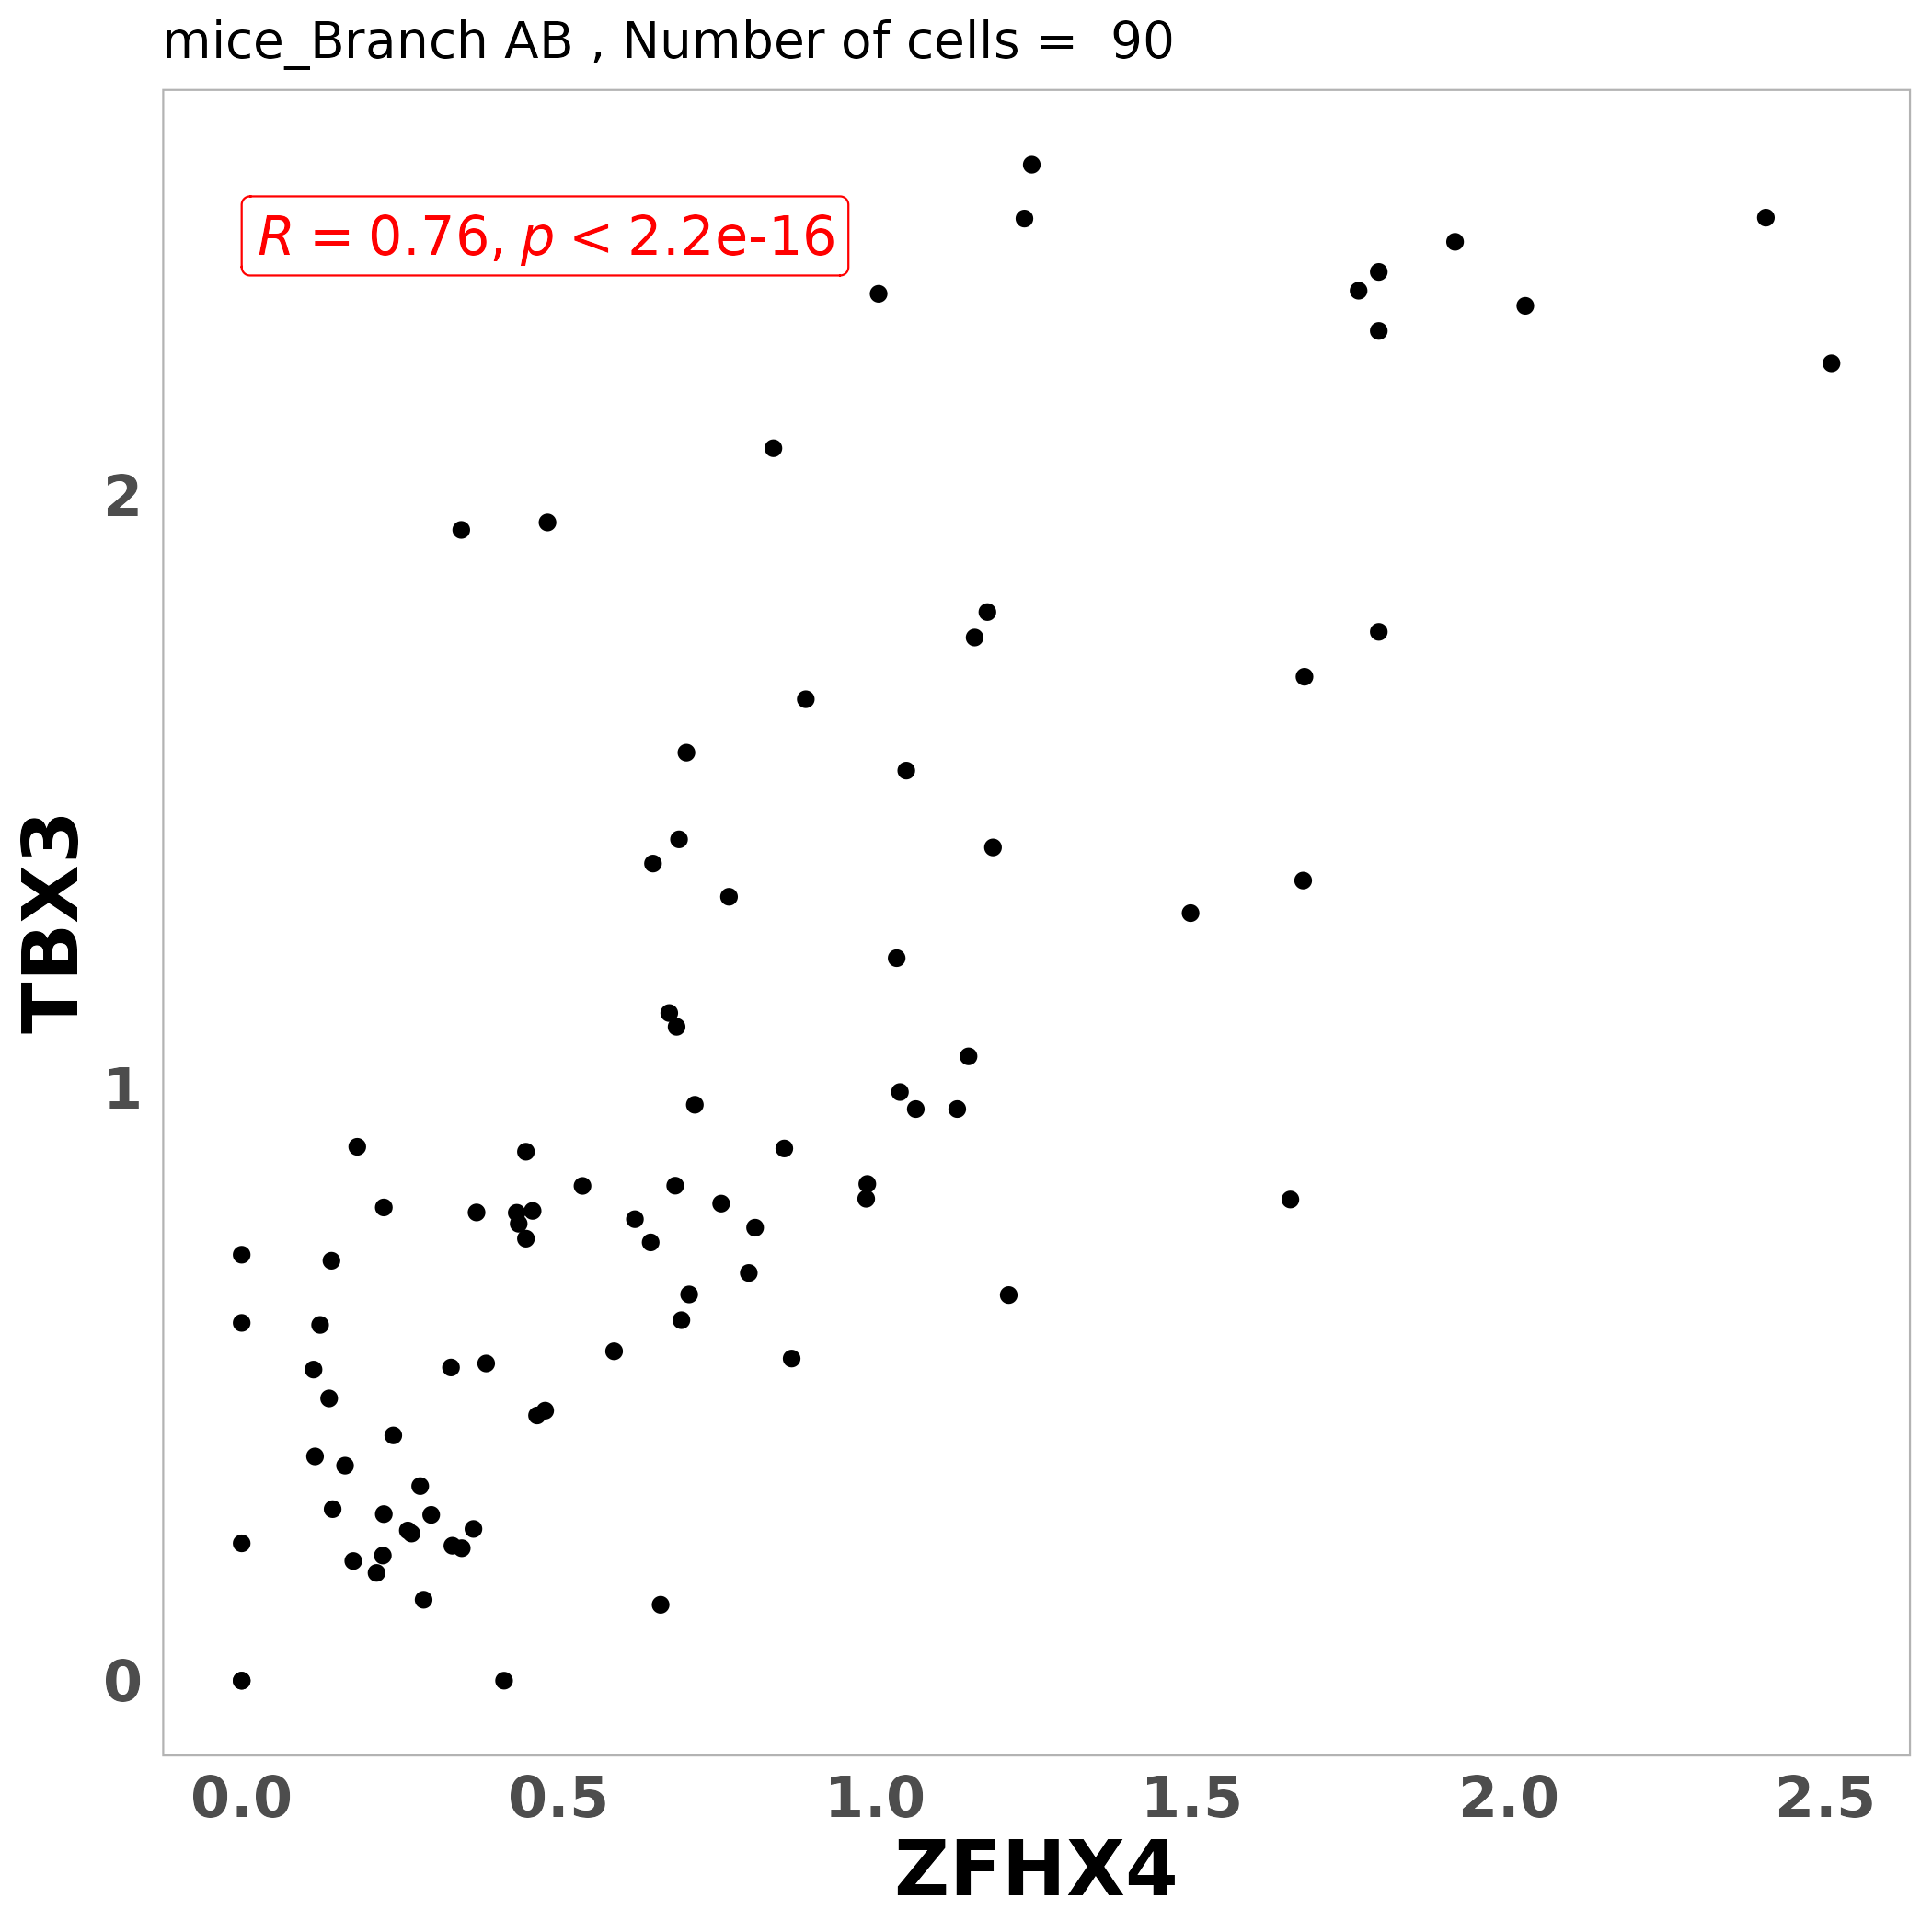 mice_Branch AB , Number of cells =  90
R = 0.76, p < 2.2e-16
2
1
0
TBX3
0.0 0.5 1.0 1.5 2.0 2.5
ZFHX4